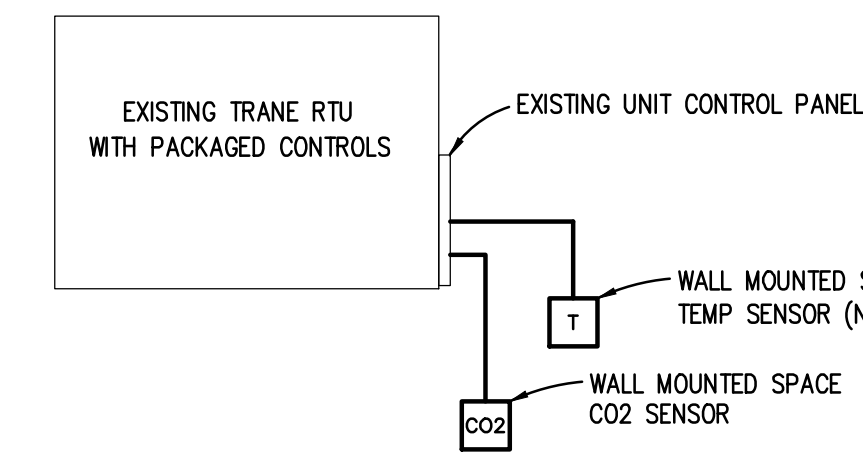 EXISTING TRANE RTU
WITH PACKAGED CONTROLS
EXISTING UNIT CONTROL PANEL
WALL MOUNTED
TEMP SENSOR
T
WALL MOUNTED SPACE
CO2 SENSOR
CO2